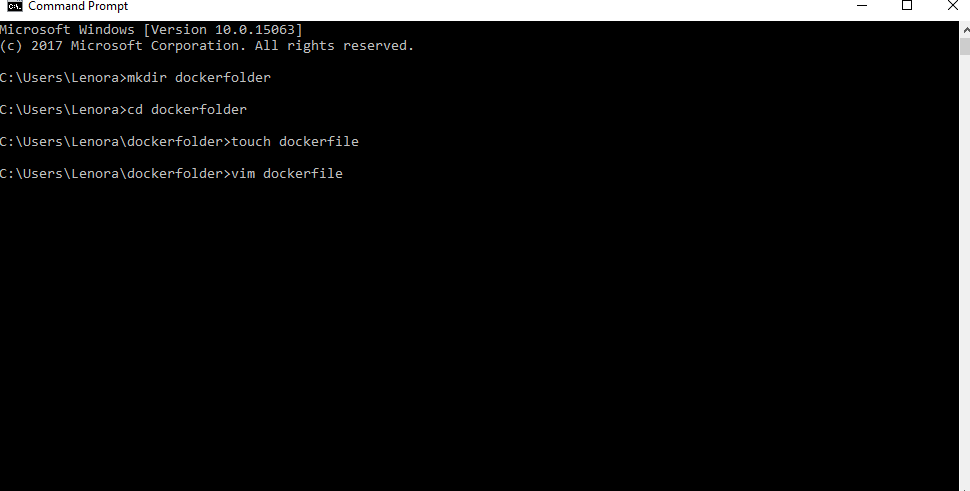 Command Prompt
Microsoft Windows [Version 10.0.15063]
(c) 2017 Microsoft Corporation. All rights reserved.
C:\Users\Lenora>mkdir dockerfolder
C:\Users\Lenora>cd dockerfolder
C:\Users\Lenora\dockerfolder>touch dockerfile
C:\Users\Lenora\dockerfolder>vim dockerfile